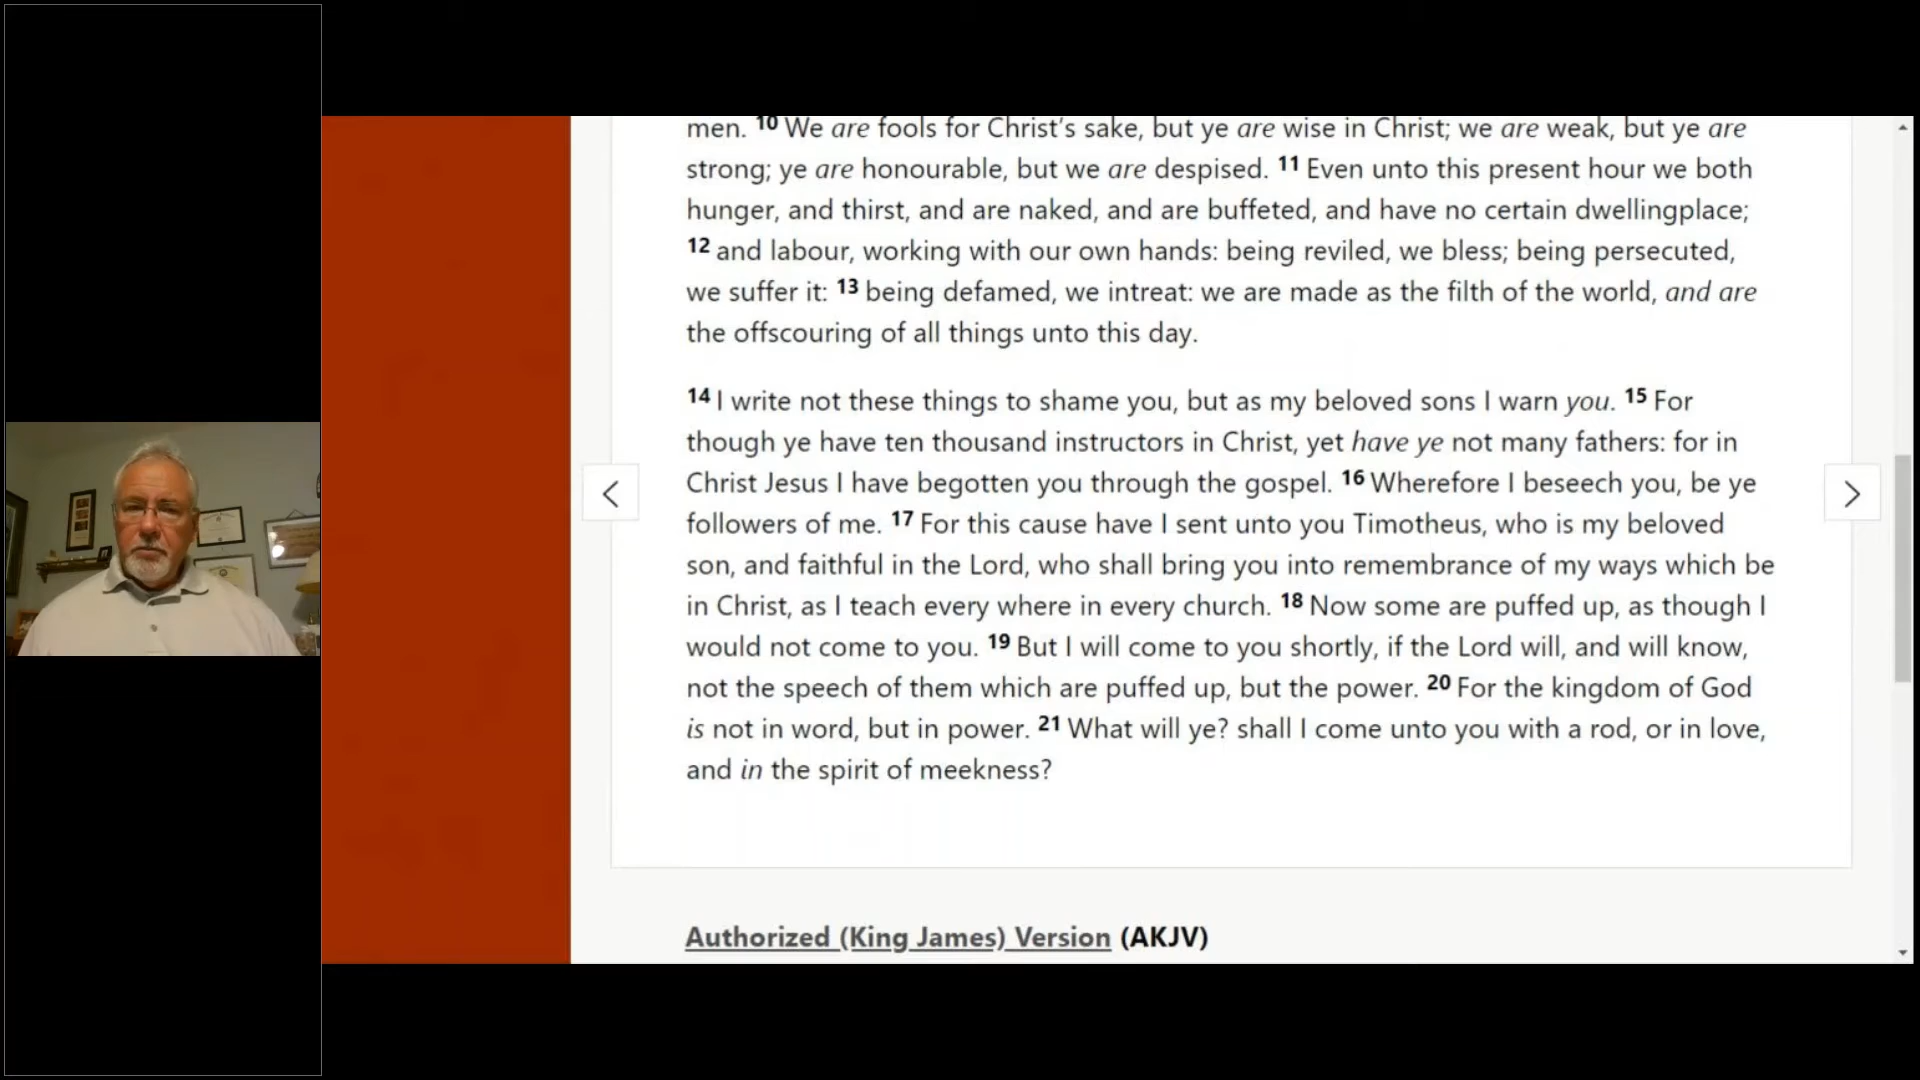 men. 10 We are fools for Christ's sake, but ye are wise in Christ; we are weak, but ye are
strong; ye are honourable, but we are despised. 11 Even unto this present hour we both
hunger, and thirst, and are naked, and are buffeted, and have no certain dwellingplace;
12 and labour, working with our own hands: being reviled, we bless; being persecuted,
we suffer it: 13 being defamed, we intreat: we are made as the filth of the world, and are
the offscouring of all things unto this day.
14 I write not these things to shame you, but as my beloved sons I warn you. 15 For
though ye have ten thousand instructors in Christ, yet have ye not many fathers: for in
Christ Jesus I have begotten you through the gospel. 16 Wherefore I beseech you, be ye
followers of me. 17 For this cause have I sent unto you Timotheus, who is my beloved
son, and faithful in the Lord, who shall bring you into remembrance of my ways which be
in Christ, as I teach every where in every church. 18 Now some are puffed up, as though I
would not come to you. 19 But I will come to you shortly, if the Lord will, and will know,
not the speech of them which are puffed up, but the power. 20 For the kingdom of God
is not in word, but in power. 21 What will ye? shall I come unto you with a rod, or in love,
and in the spirit of meekness?
Authorized (King James) Version (AKJV)